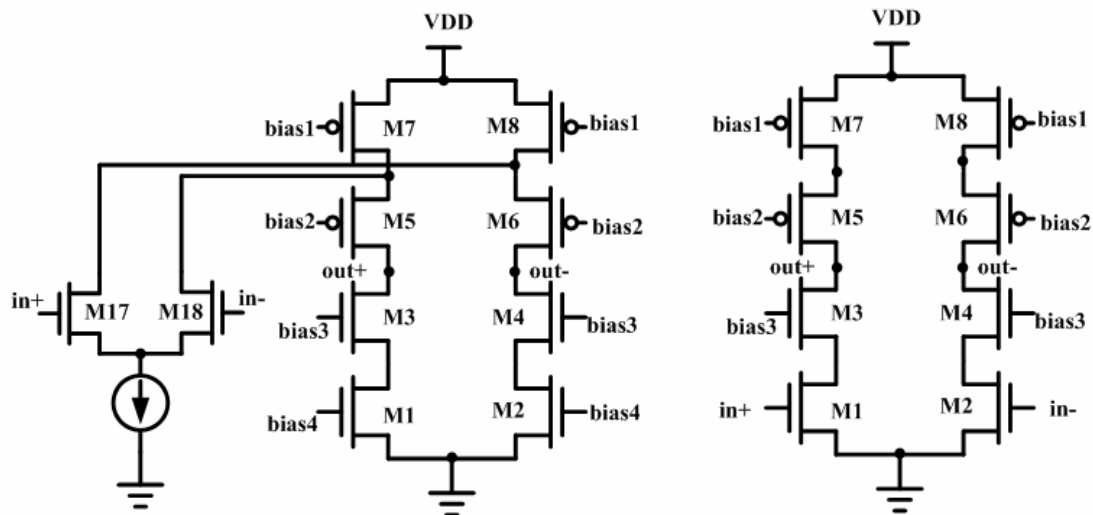 VDD
bias1 M7 M8 bias1
bias2 M5 M6 bias2
out+ out-
in+ M17 M18 in-
bias3 M3 M4 bias3
bias4 M1 M2 bias4
VDD
bias1 M7 M8 bias1
bias2 M5 M6 bias2
out+ out-
bias3 M3 M4 bias3
in+ M1 M2 in-